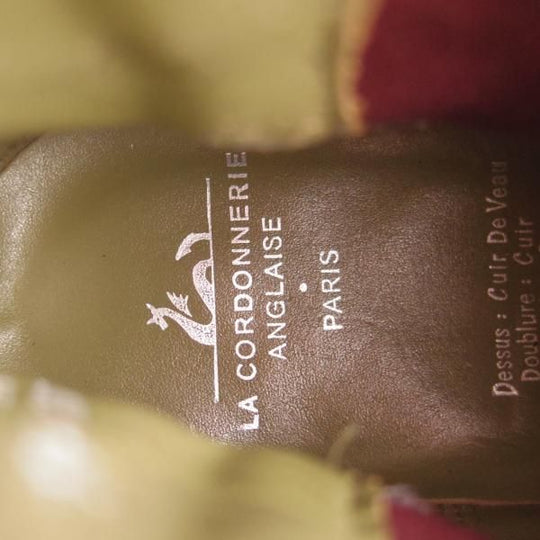 LA CORDONNERIE
ANGLAISE
• PARIS
Dessus : Cuir De Veau
Doublure : Cuir